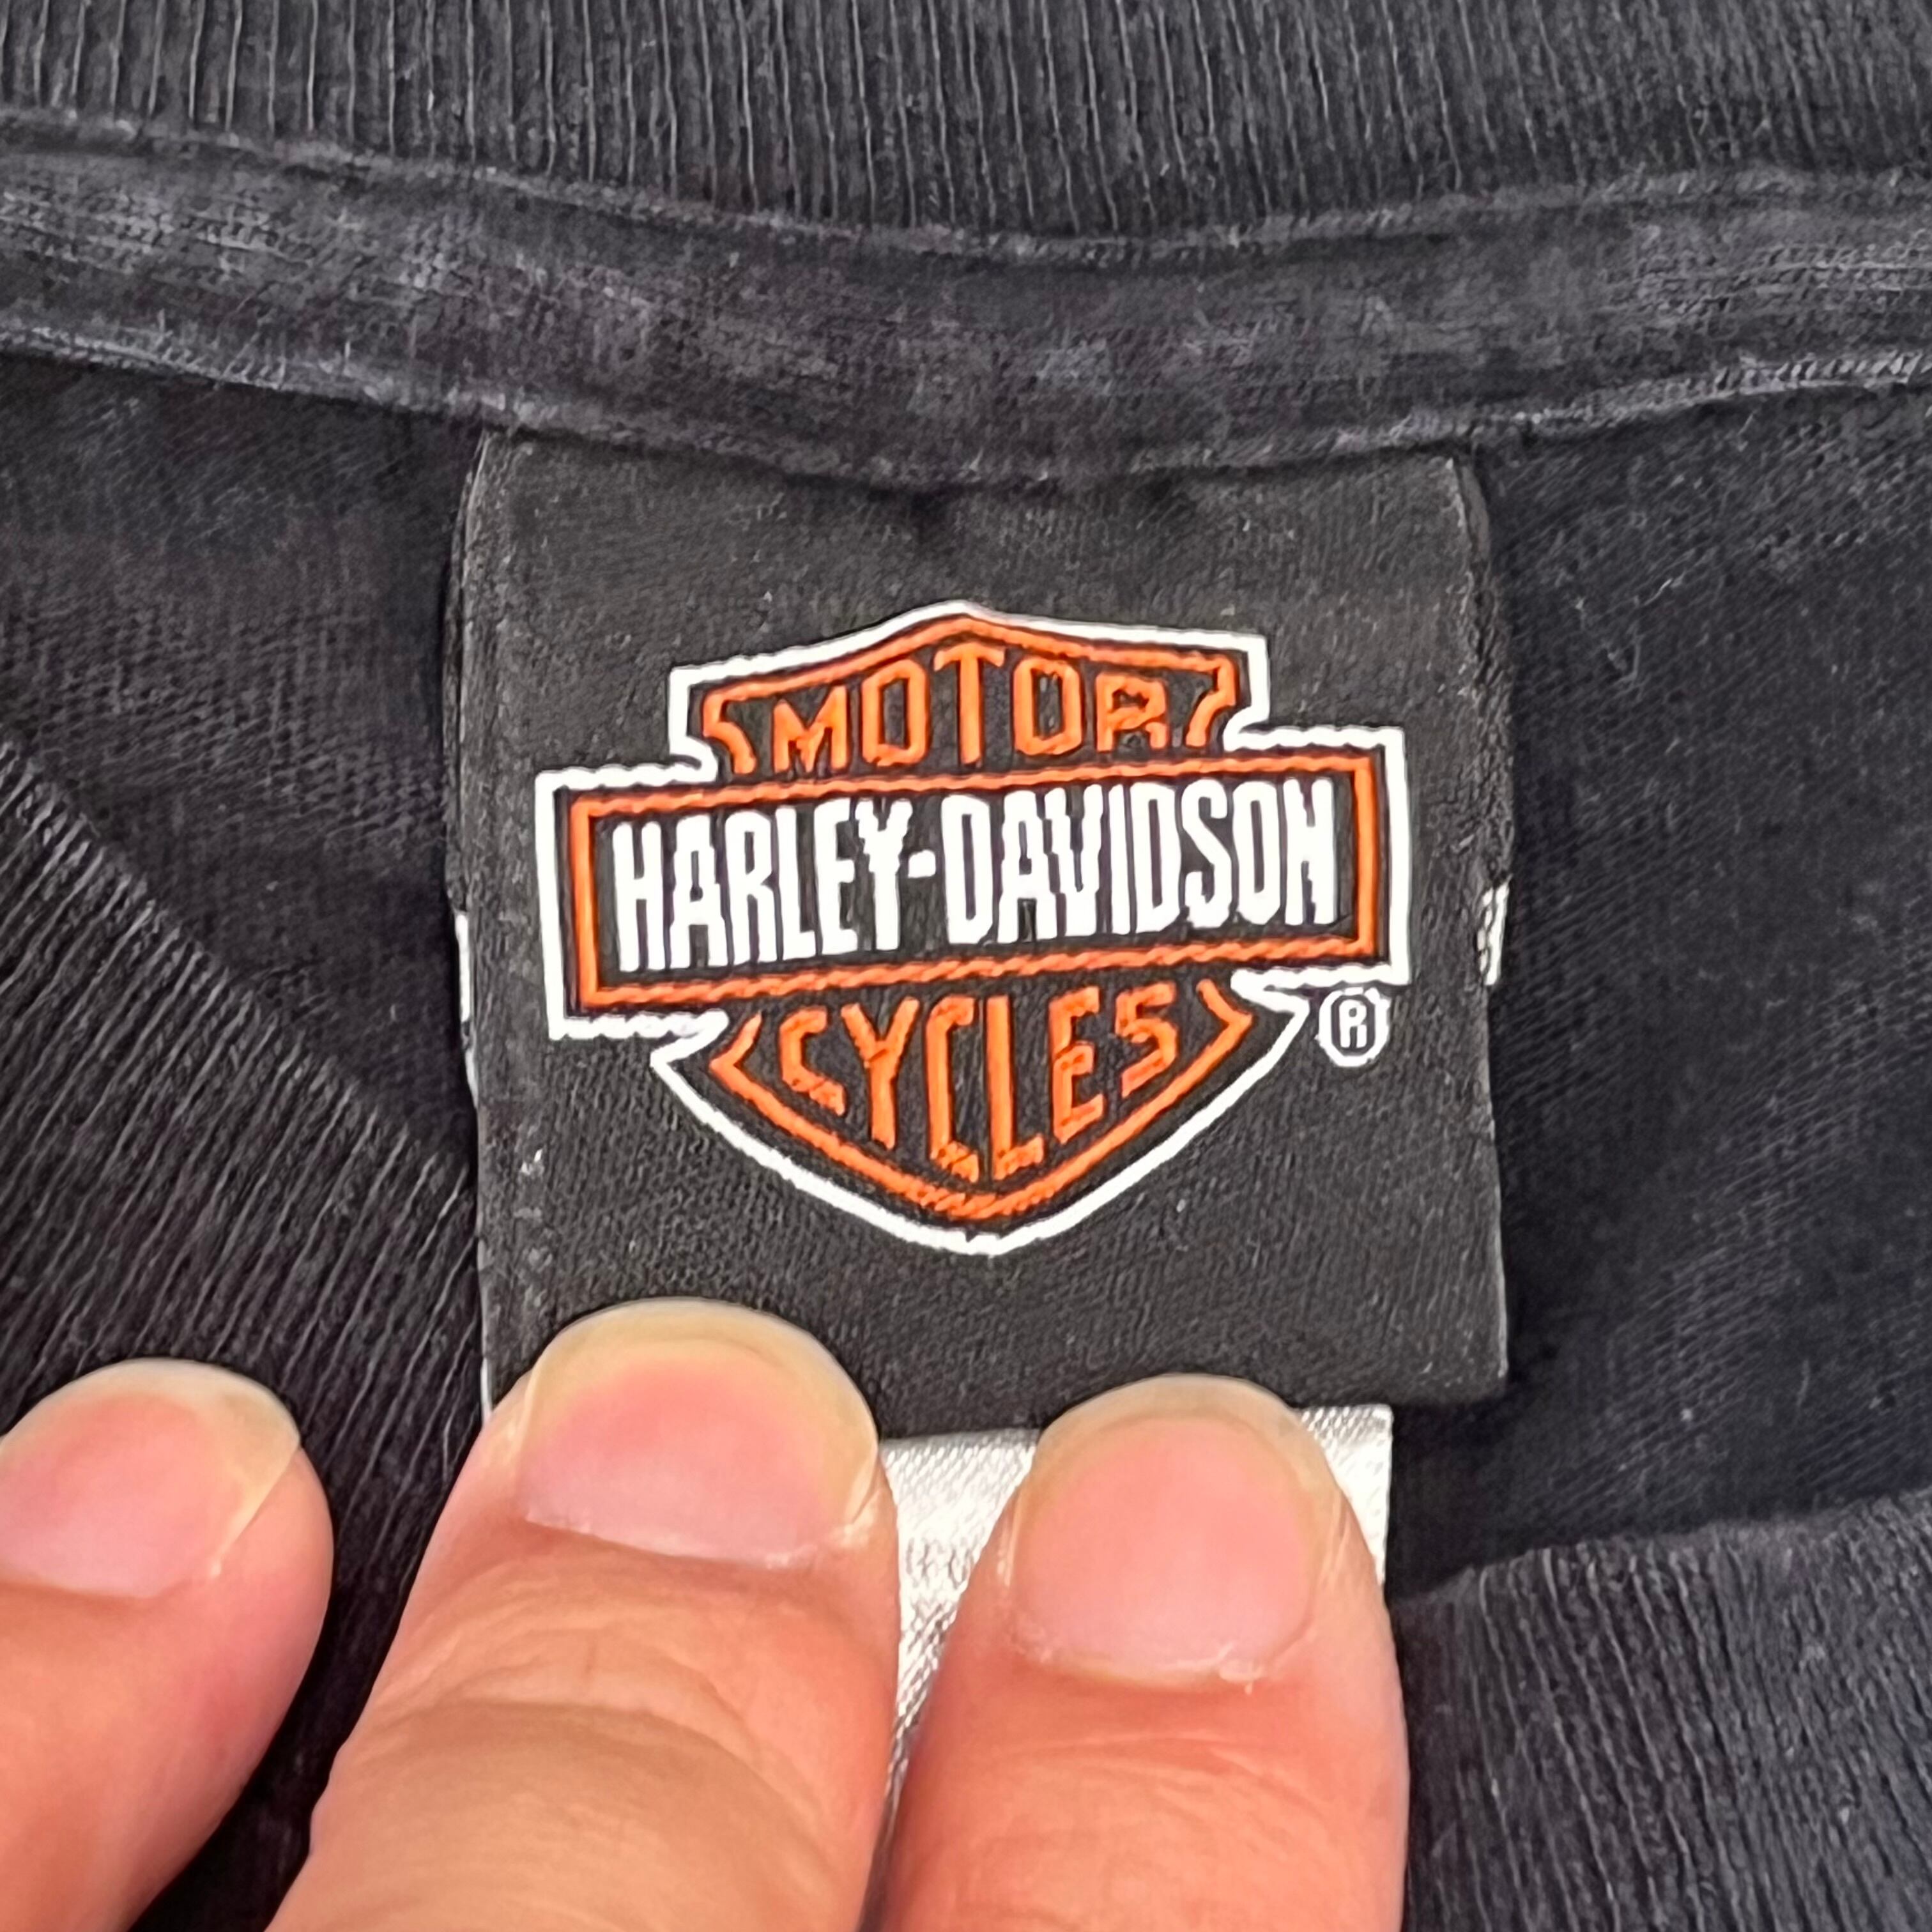 MOTOR
HARLEY-DAVIDSON
CYCLES
®